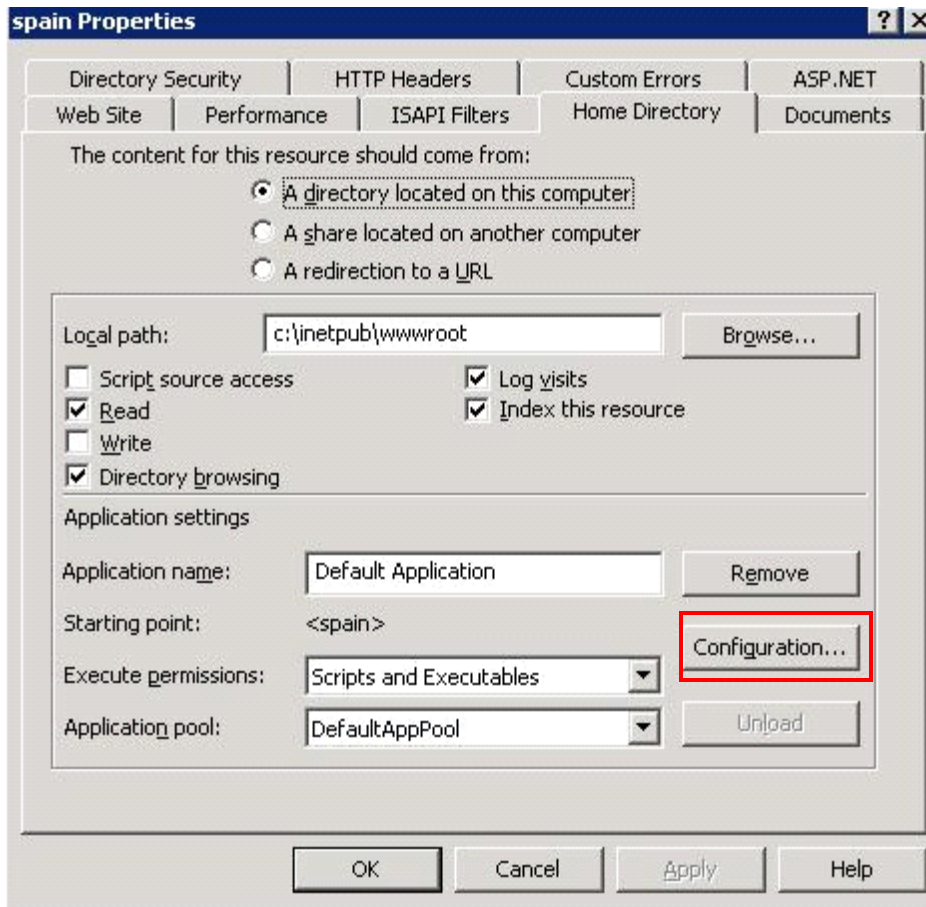 spain Properties
Directory Security HTTP Headers Custom Errors ASP.NET
Web Site Performance ISAPI Filters Home Directory Documents
The content for this resource should come from:
A directory located on this computer
A share located on another computer
A redirection to a URL
Local path: c:\inetpub\wwwroot Browse...
Script source access Log visits
Read Index this resource
Write
Directory browsing
Application settings
Application name: Default Application Remove
Starting point: <spain>
Configuration...
Execute permissions: Scripts and Executables
Application pool: DefaultAppPool Unload
OK Cancel Apply Help